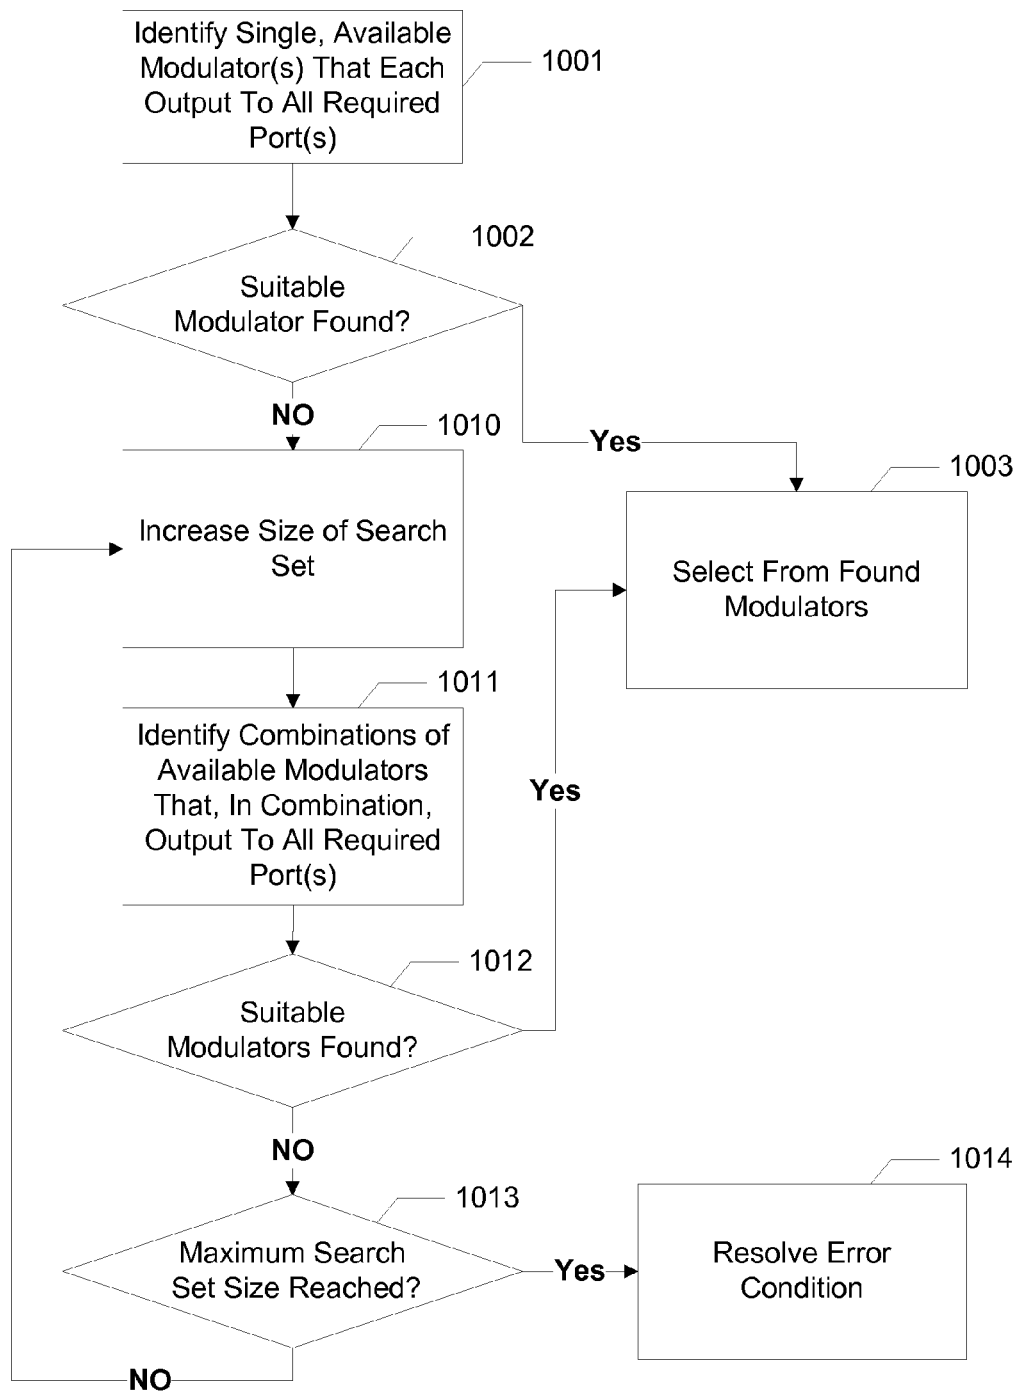 Identify Single, Available
Modulator(s) That Each
Output To All Required
Port(s)
1001
1002
Suitable
Modulator Found?
NO
Yes
1010
Increase Size of Search
Set
1003
Select From Found
Modulators
1011
Identify Combinations of
Available Modulators
That, In Combination,
Output To All Required
Port(s)
Yes
1012
Suitable
Modulators Found?
NO
1013
Maximum Search
Set Size Reached?
Yes
1014
Resolve Error
Condition
NO